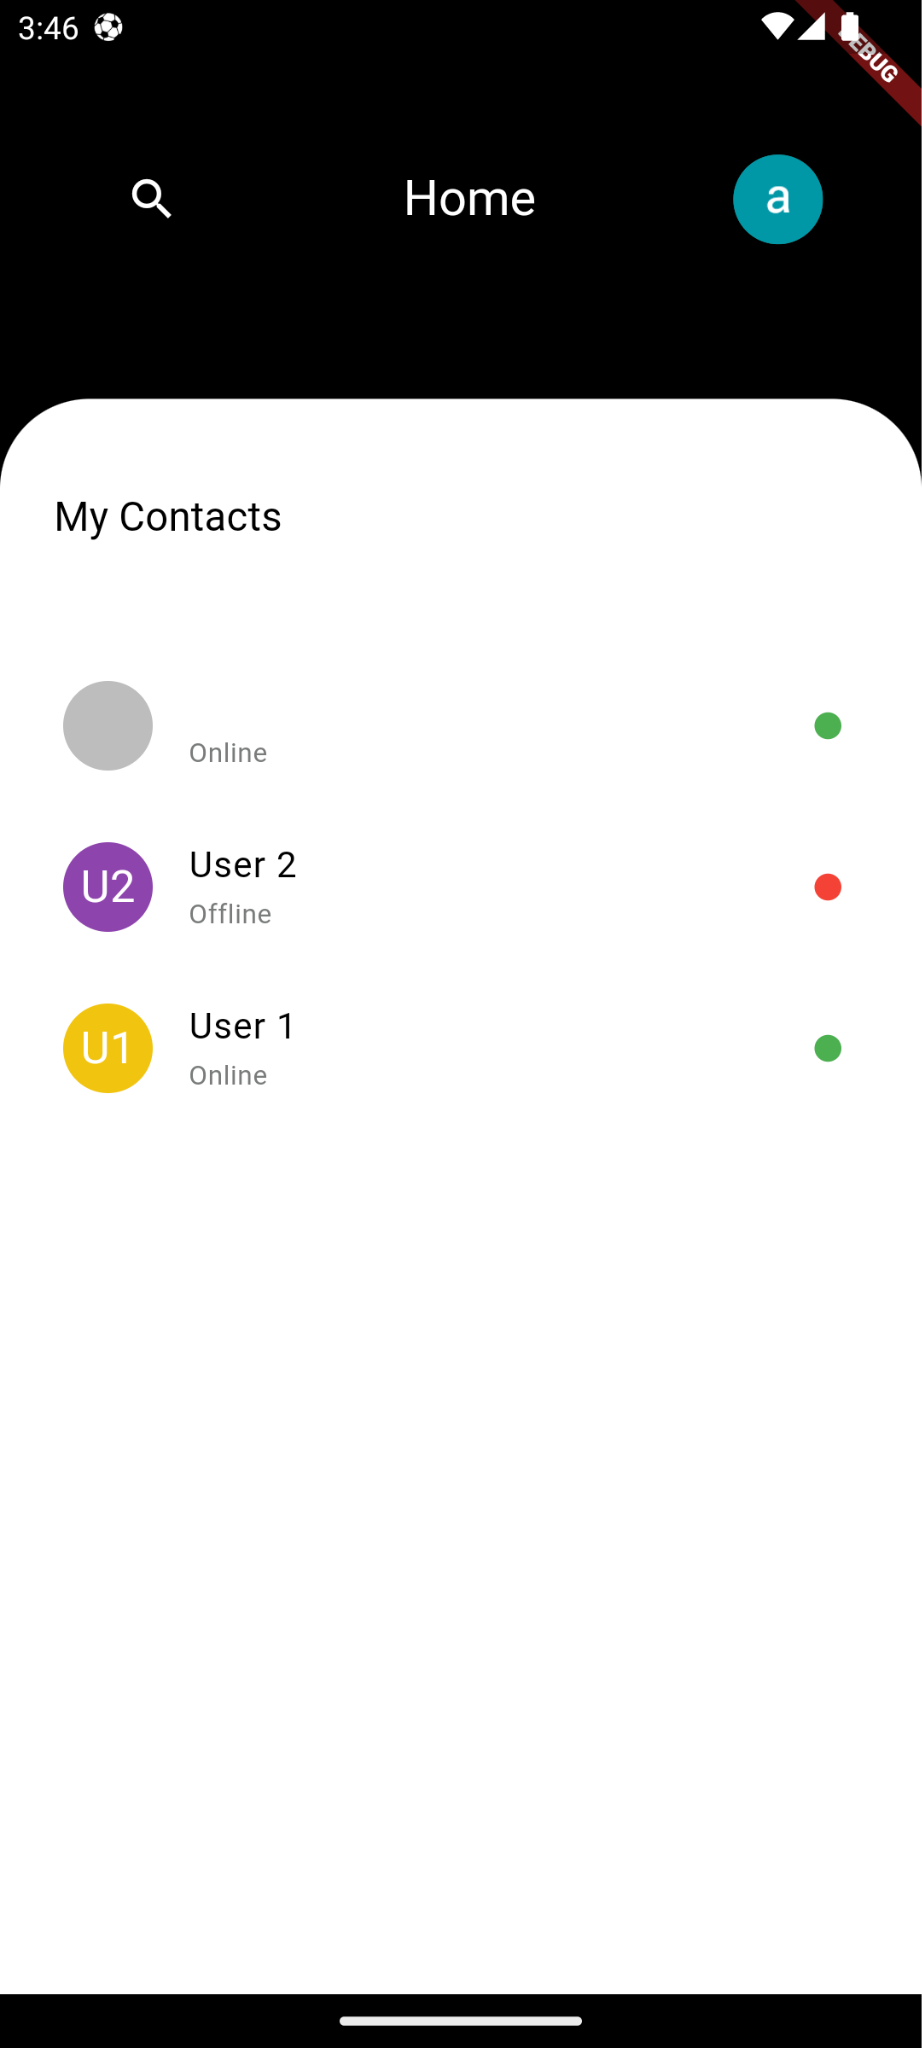 3:46
DEBUG
Home
a
My Contacts
Online
U2
User 2
Offline
U1
User 1
Online